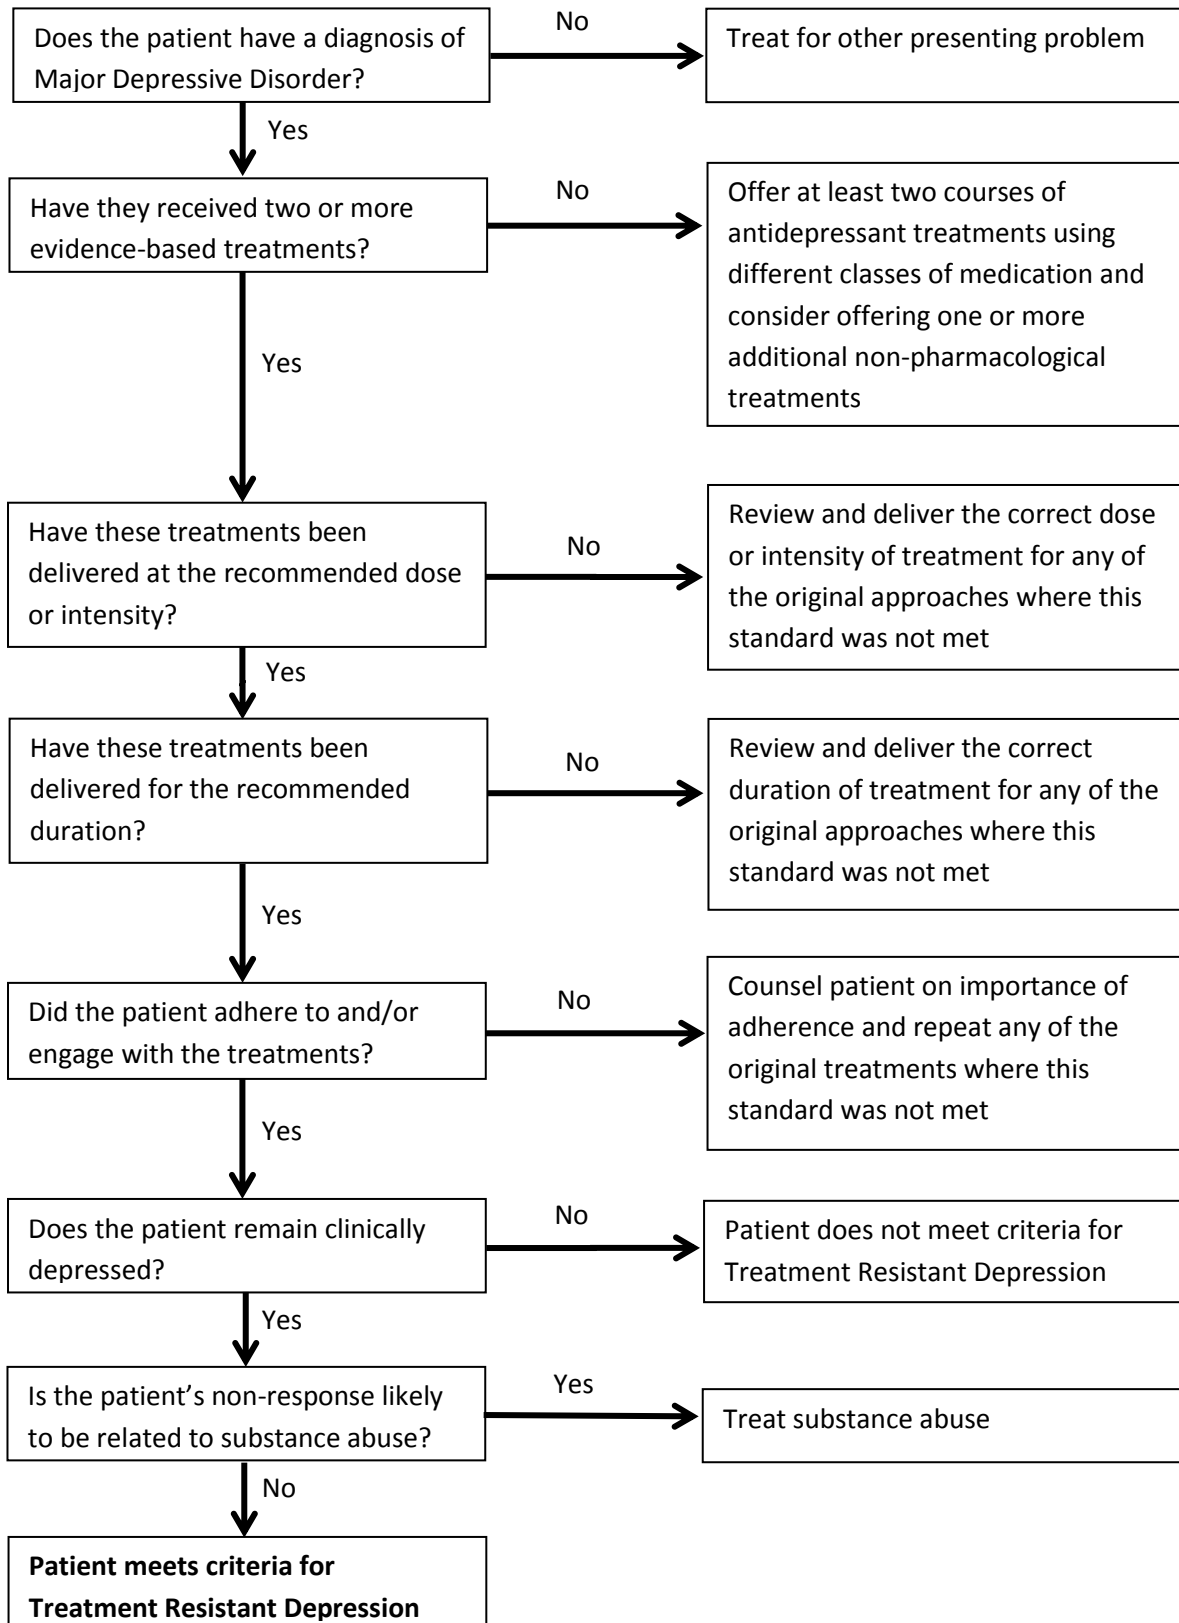 Does the patient have a diagnosis of
Major Depressive Disorder?
No
Treat for other presenting problem
Yes
Have they received two or more
evidence-based treatments?
No
Offer at least two courses of
antidepressant treatments using
different classes of medication and
consider offering one or more
additional non-pharmacological
treatments
Yes
Have these treatments been
delivered at the recommended dose
or intensity?
No
Review and deliver the correct dose
or intensity of treatment for any of
the original approaches where this
standard was not met
Yes
Have these treatments been
delivered for the recommended
duration?
No
Review and deliver the correct
duration of treatment for any of the
original approaches where this
standard was not met
Yes
Did the patient adhere to and/or
engage with the treatments?
No
Counsel patient on importance of
adherence and repeat any of the
original treatments where this
standard was not met
Yes
Does the patient remain clinically
depressed?
No
Patient does not meet criteria for
Treatment Resistant Depression
Yes
Is the patient’s non-response likely
to be related to substance abuse?
Yes
Treat substance abuse
No
Patient meets criteria for
Treatment Resistant Depression